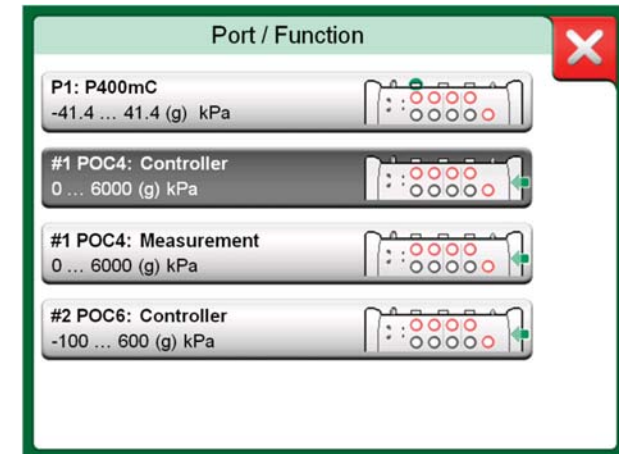 Port / Function
P1: P400mC
-41.4 ... 41.4 (g) kPa
#1 POC4: Controller
0 ... 6000 (g) kPa
#1 POC4: Measurement
0 ... 6000 (g) kPa
#2 POC6: Controller
-100 ... 600 (g) kPa